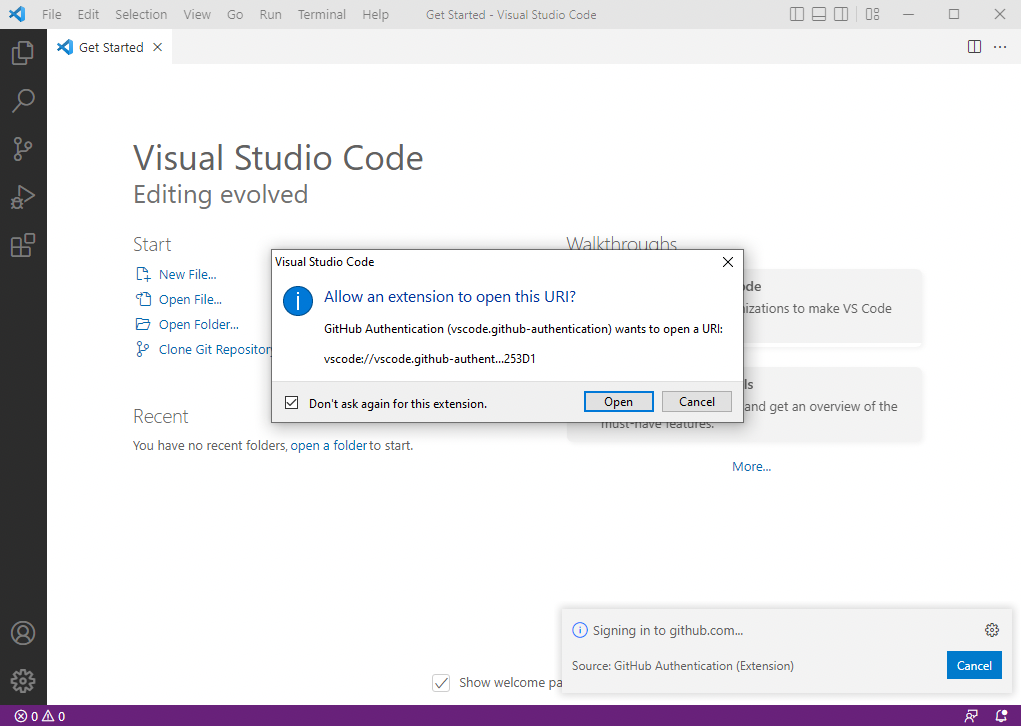 File Edit Selection View Go Run Terminal Help Get Started - Visual Studio Code
Get Started
Visual Studio Code
Editing evolved
Start
New File...
Open File...
Open Folder...
Clone Git Repository
Recent
You have no recent folders, open a folder to start.
Walkthroughs
ode
nizations to make VS Code
ls
and get an overview of the
must-have features.
More...
Visual Studio Code
Allow an extension to open this URI?
GitHub Authentication (vscode.github-authentication) wants to open a URI:
vscode://vscode.github-authent...253D1
Don't ask again for this extension.
Open Cancel
Show welcome pa
Signing in to github.com...
Source: GitHub Authentication (Extension)
Cancel
0 0